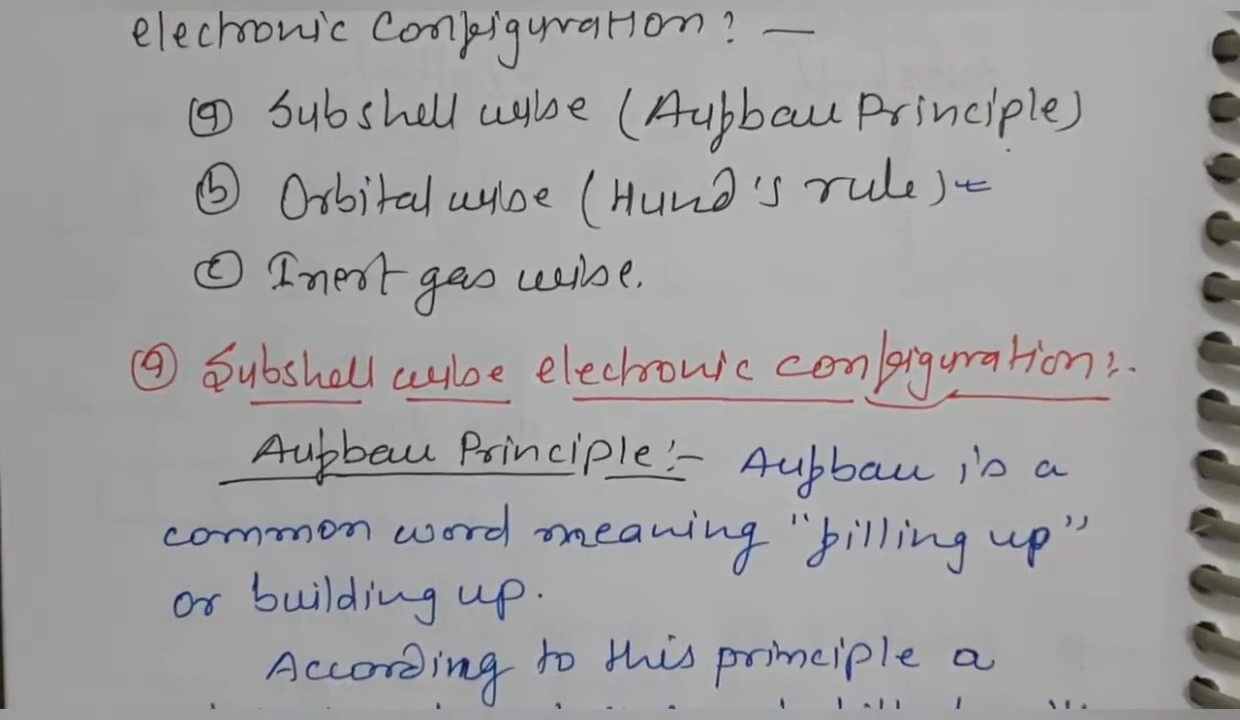 electronic configuration? —
(a) Subshell wise (Aufbau Principle)
(b) Orbital wise (Hund's rule) ←
(c) Inert gas wise.
(a) Subshell wise electronic configuration:-
Aufbau Principle:- Aufbau is a
common word meaning "filling up"
or building up.
According to this principle a